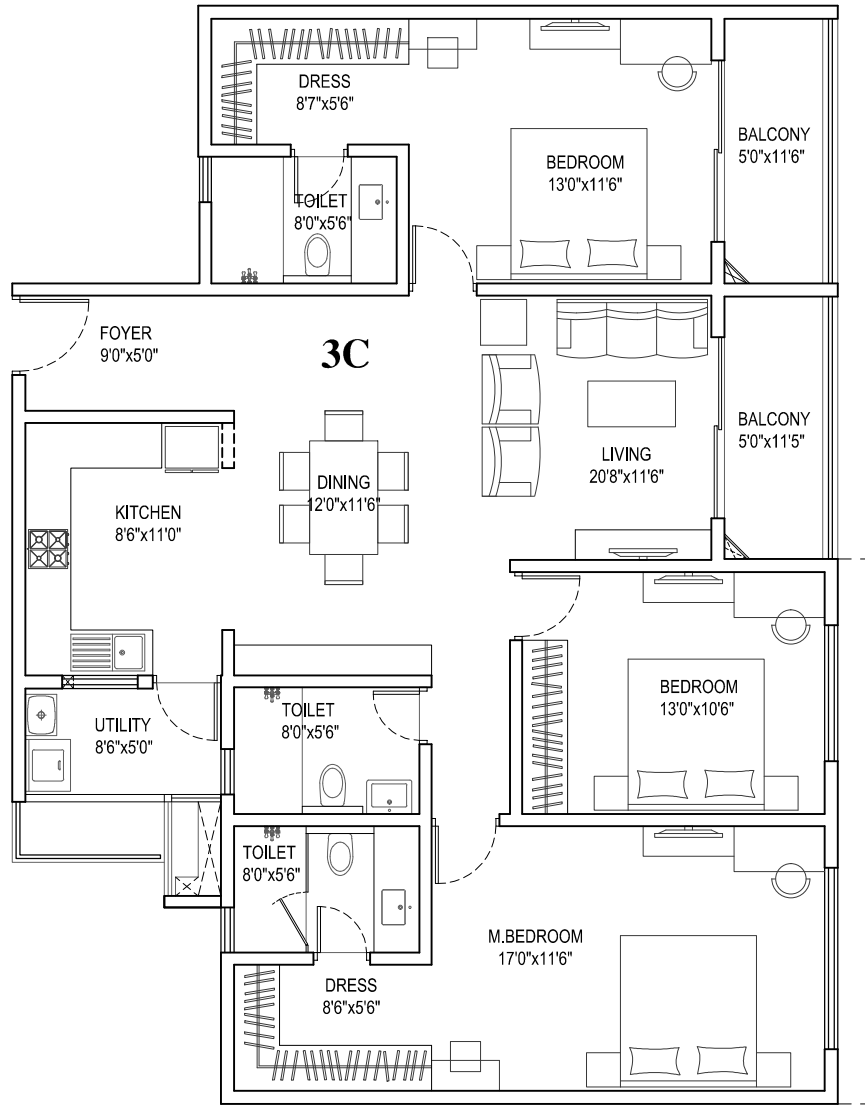 DRESS
8'7"x5'6"
BALCONY
5'0"x11'6"
BEDROOM
13'0"x11'6"
TOILET
8'0"x5'6"
FOYER
9'0"x5'0"
3C
BALCONY
5'0"x11'5"
LIVING
20'8"x11'6"
DINING
12'0"x11'6"
KITCHEN
8'6"x11'0"
BEDROOM
13'0"x10'6"
TOILET
8'0"x5'6"
UTILITY
8'6"x5'0"
TOILET
8'0"x5'6"
M.BEDROOM
17'0"x11'6"
DRESS
8'6"x5'6"